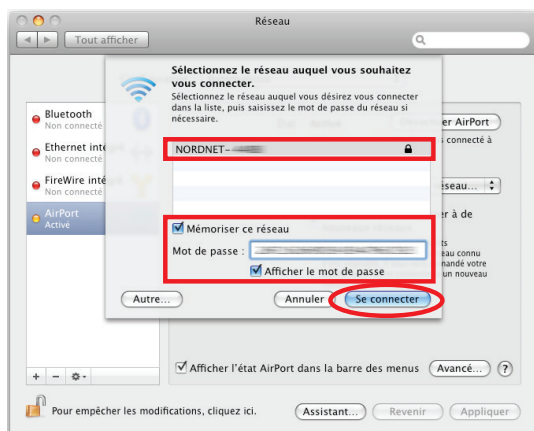 Réseau
Tout afficher
Sélectionnez le réseau auquel vous souhaitez
vous connecter.
Sélectionnez le réseau auquel vous désirez vous connecter
dans la liste, puis saisissez le mot de passe du réseau si
nécessaire.
Bluetooth
Non connecté
Ethernet inté
Non connecté
FireWire inté
Non connecté
AirPort
Activé
er AirPort
s connecté à
NORDNET-
éseau...
er à de
ts
eau connu
mandé votre
un nouveau
Mémoriser ce réseau
Mot de passe :
Afficher le mot de passe
Autre...
Annuler
Se connecter
Afficher l'état AirPort dans la barre des menus
Avancé...
?
+ −
Pour empêcher les modifications, cliquez ici.
Assistant...
Revenir
Appliquer